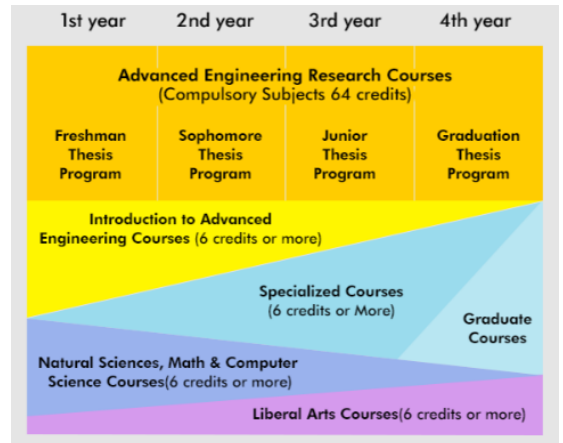 1st year 2nd year 3rd year 4th year
Advanced Engineering Research Courses
(Compulsory Subjects 64 credits)
Freshman
Thesis
Program
Sophomore
Thesis
Program
Junior
Thesis
Program
Graduation
Thesis
Program
Introduction to Advanced
Engineering Courses (6 credits or more)
Specialized Courses
(6 credits or More)
Graduate
Courses
Natural Sciences, Math & Computer
Science Courses(6 credits or more)
Liberal Arts Courses(6 credits or more)